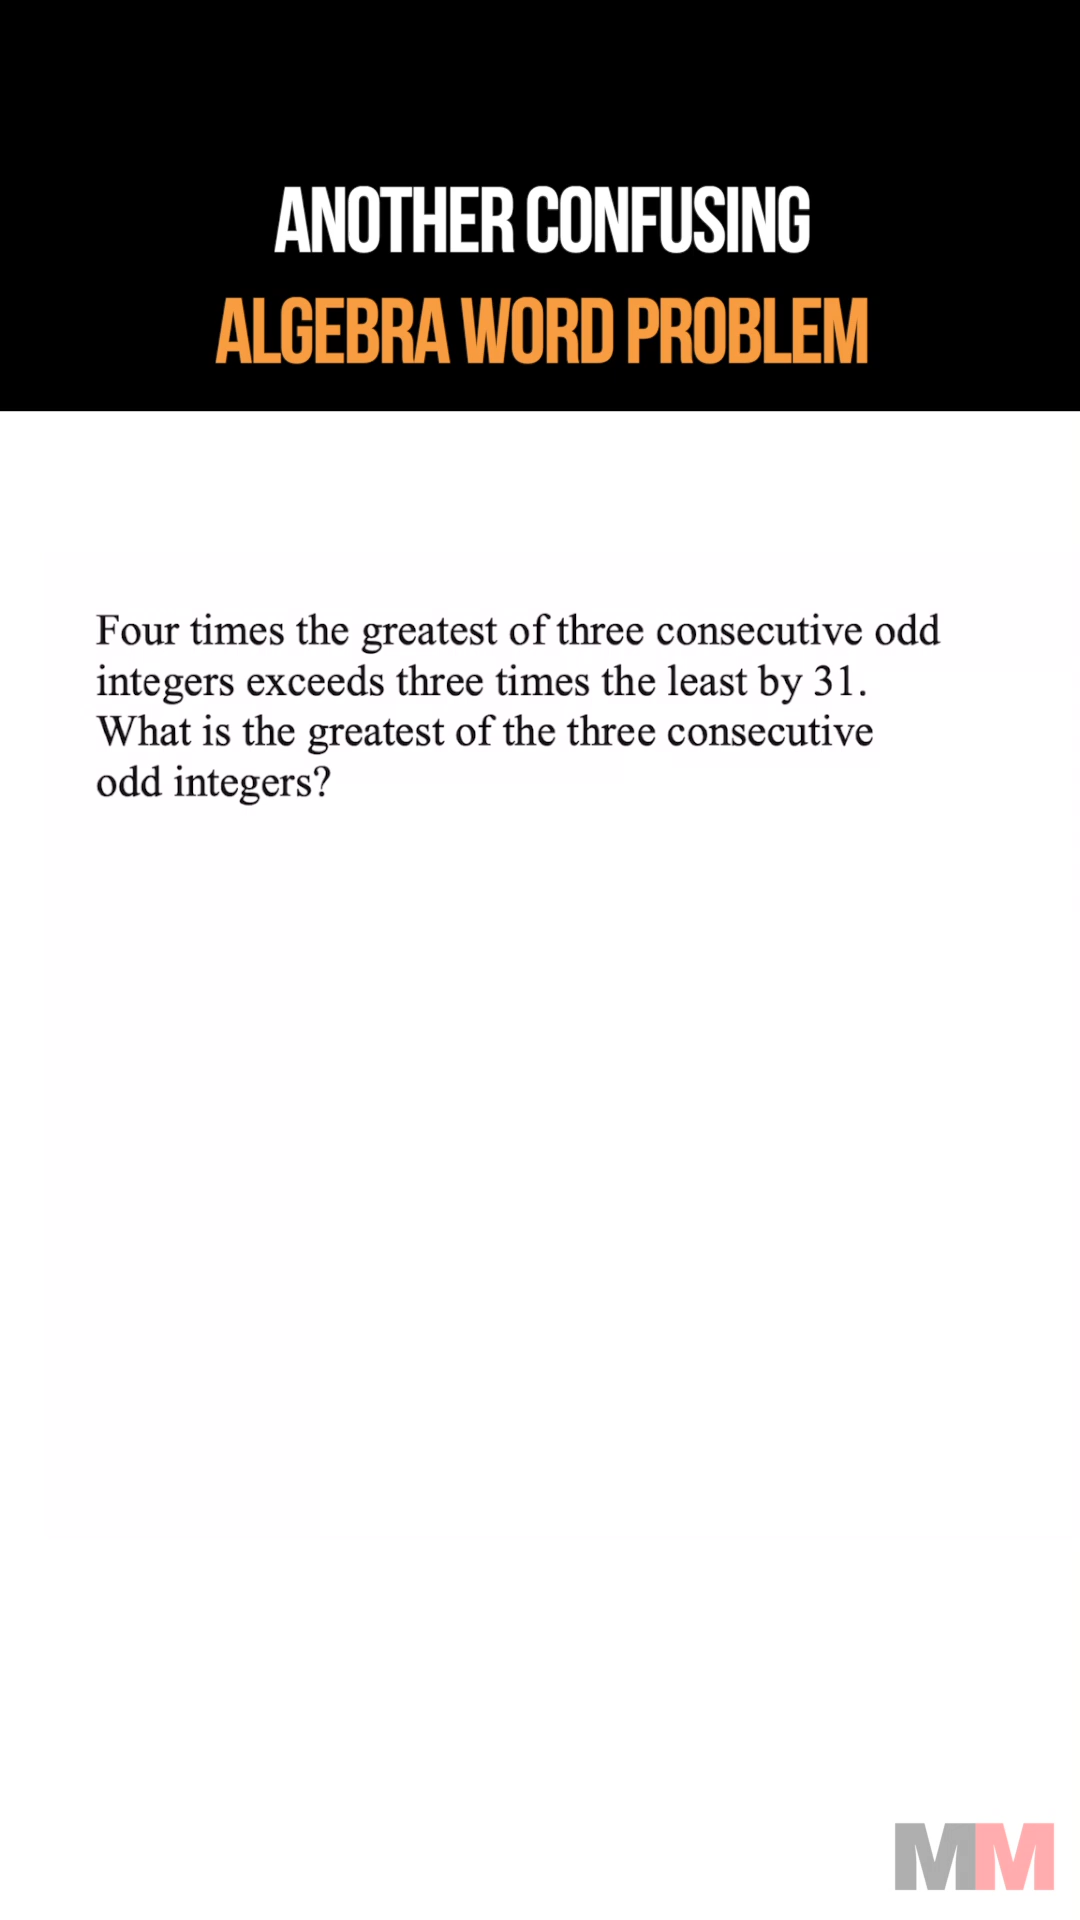 ANOTHER CONFUSING
ALGEBRA WORD PROBLEM
Four times the greatest of three consecutive odd
integers exceeds three times the least by 31.
What is the greatest of the three consecutive
odd integers?
MM